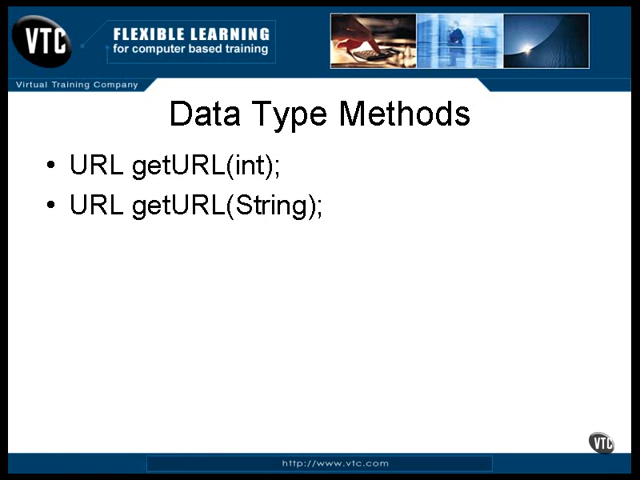 VTC
FLEXIBLE LEARNING
for computer based training
Virtual Training Company
Data Type Methods
• URL getURL(int);
• URL getURL(String);
VTC
http://www.vtc.com